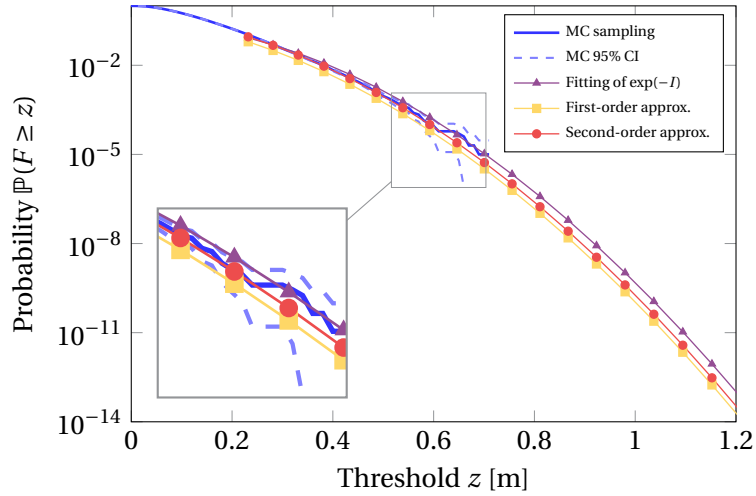 MC sampling
MC 95% CI
Fitting of exp(−I)
First-order approx.
Second-order approx.
Probability ℙ(F ≥ z)
10⁻²
10⁻⁵
10⁻⁸
10⁻¹¹
10⁻¹⁴
0 0.2 0.4 0.6 0.8 1 1.2
Threshold z [m]